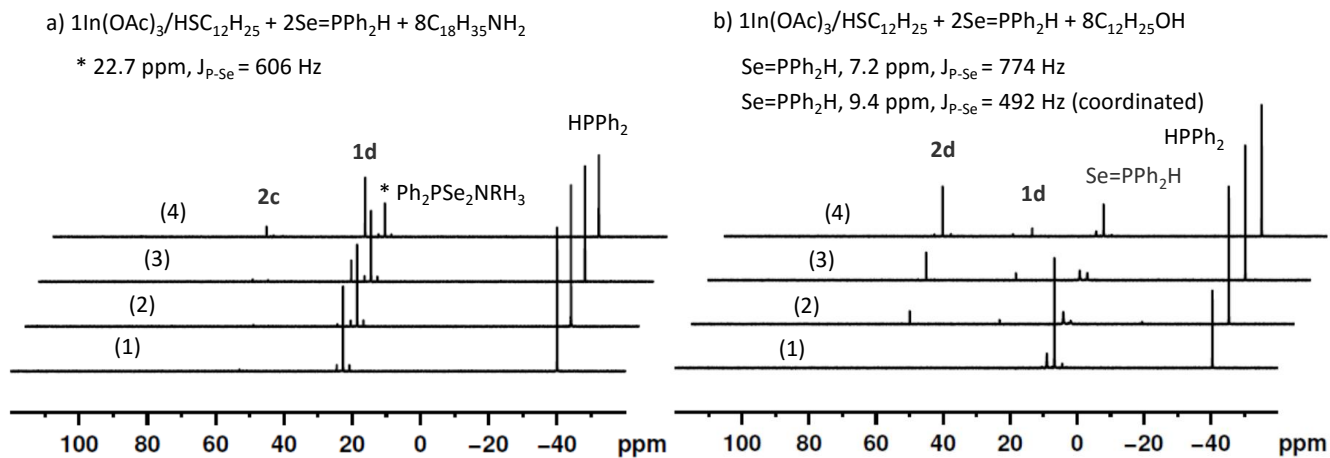 a) 1In(OAc)₃/HSC₁₂H₂₅ + 2Se=PPh₂H + 8C₁₈H₃₅NH₂
* 22.7 ppm, J_P-Se = 606 Hz
HPPh₂
1d
* Ph₂PSe₂NRH₃
2c
(4)
(3)
(2)
(1)
100 80 60 40 20 0 −20 −40 ppm
b) 1In(OAc)₃/HSC₁₂H₂₅ + 2Se=PPh₂H + 8C₁₂H₂₅OH
Se=PPh₂H, 7.2 ppm, J_P-Se = 774 Hz
Se=PPh₂H, 9.4 ppm, J_P-Se = 492 Hz (coordinated)
HPPh₂
2d
Se=PPh₂H
1d
(4)
(3)
(2)
(1)
100 80 60 40 20 0 −20 −40 ppm